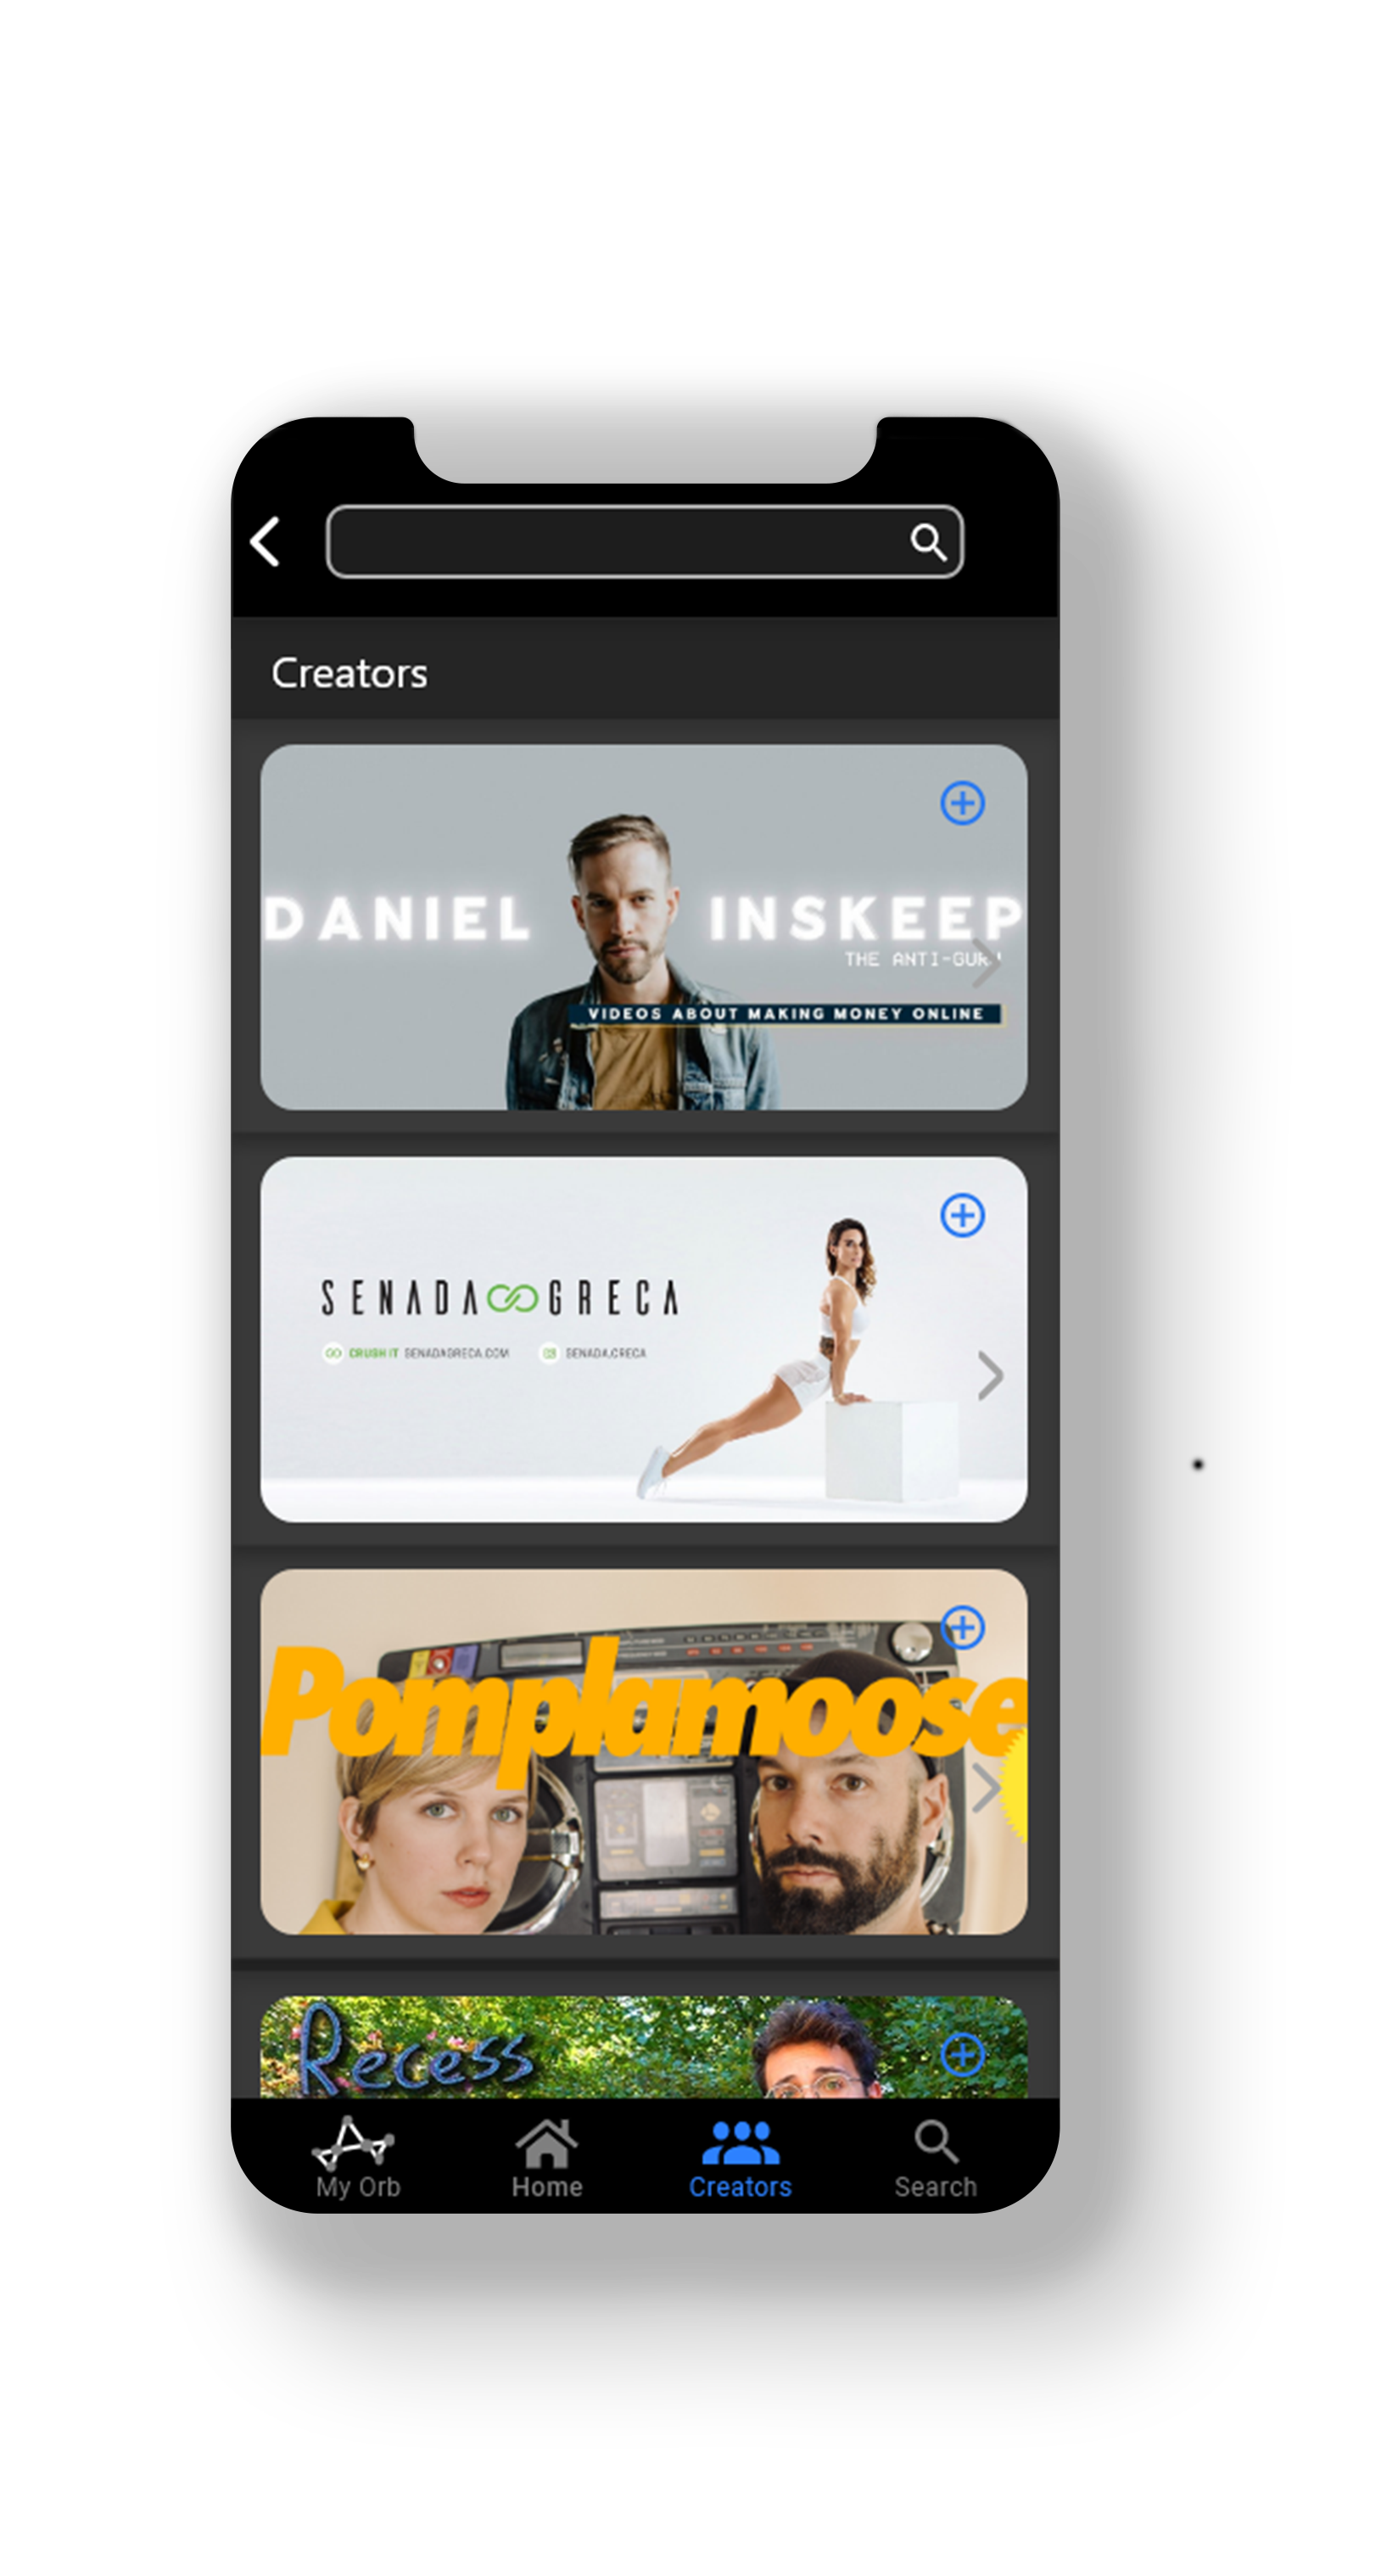 Creators
DANIEL INSKEEP
THE ANTI-GURU
VIDEOS ABOUT MAKING MONEY ONLINE
SENADA GRECA
CRUSH IT SENADAGRECA.COM SENADA.GRECA
Pomplamoose
Recess
My Orb Home Creators Search